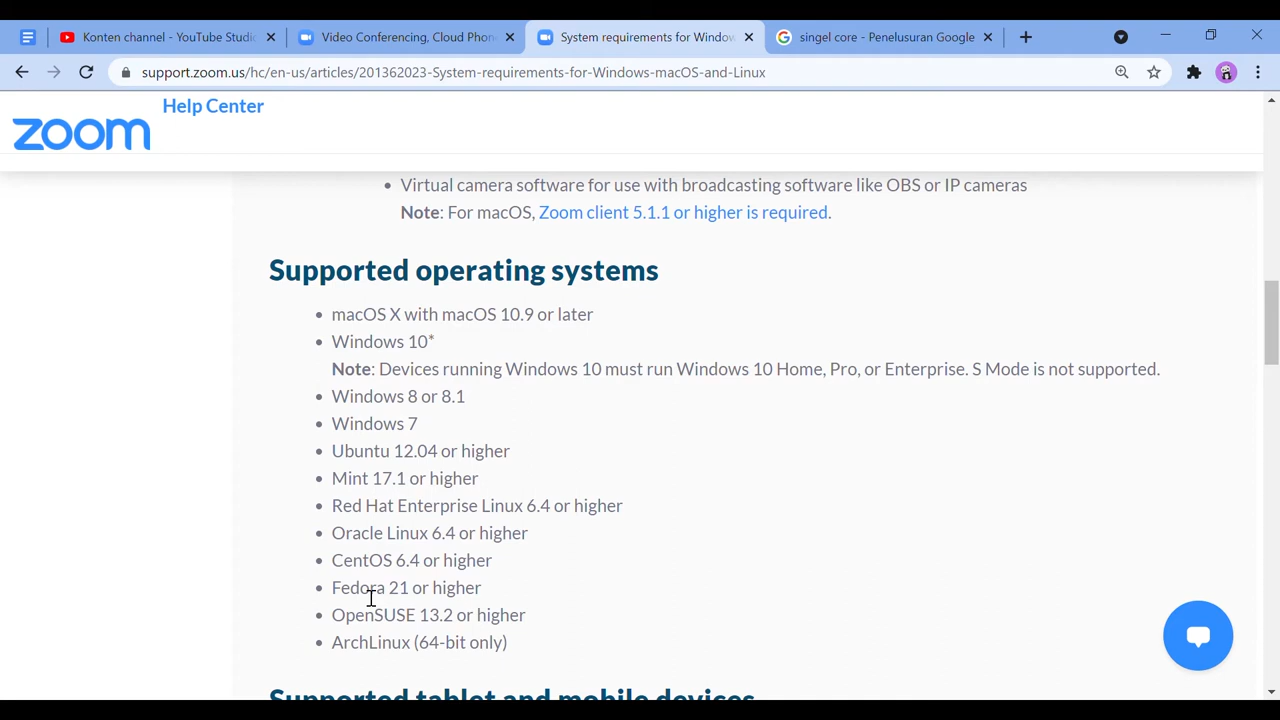 Konten channel - YouTube Studi
Video Conferencing, Cloud Phon
System requirements for Window
singel core - Penelusuran Google
support.zoom.us/hc/en-us/articles/201362023-System-requirements-for-Windows-macOS-and-Linux
Help Center
zoom
• Virtual camera software for use with broadcasting software like OBS or IP cameras
Note: For macOS, Zoom client 5.1.1 or higher is required.
Supported operating systems
• macOS X with macOS 10.9 or later
• Windows 10*
Note: Devices running Windows 10 must run Windows 10 Home, Pro, or Enterprise. S Mode is not supported.
• Windows 8 or 8.1
• Windows 7
• Ubuntu 12.04 or higher
• Mint 17.1 or higher
• Red Hat Enterprise Linux 6.4 or higher
• Oracle Linux 6.4 or higher
• CentOS 6.4 or higher
• Fedora 21 or higher
• OpenSUSE 13.2 or higher
• ArchLinux (64-bit only)
Supported tablet and mobile devices